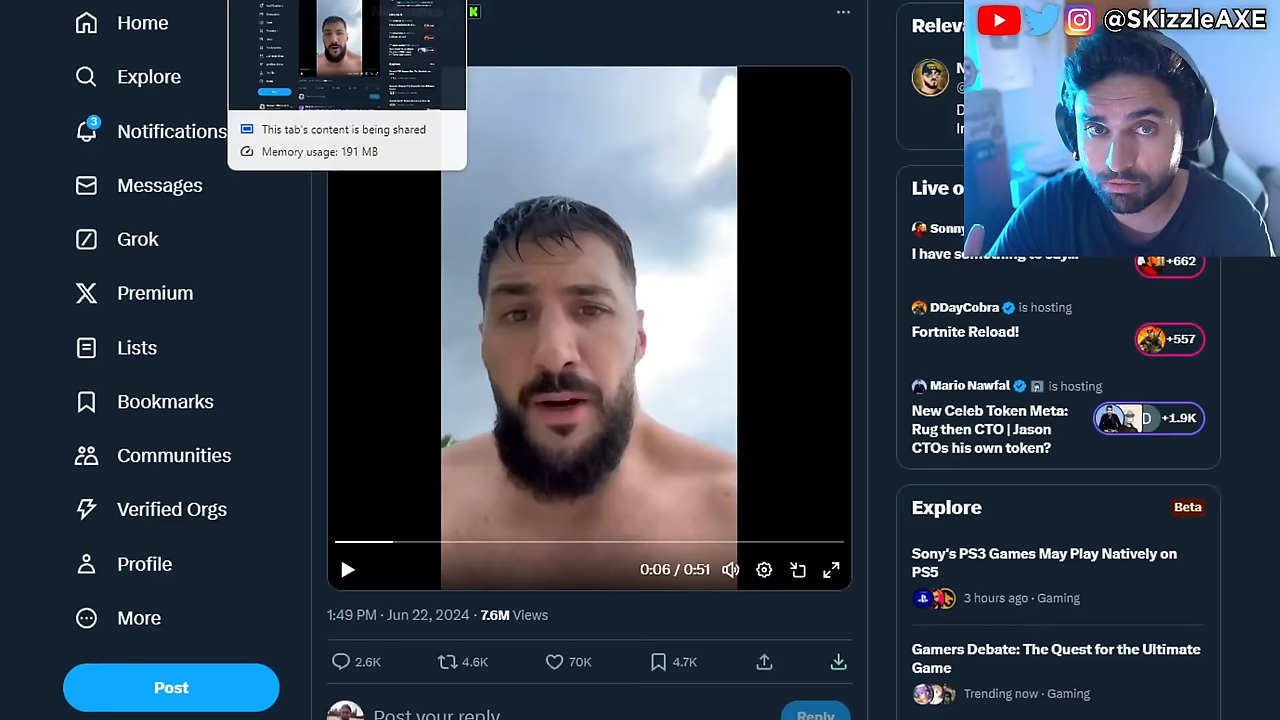 Home
Explore
3
Notifications
Messages
Grok
Premium
Lists
Bookmarks
Communities
Verified Orgs
Profile
More
Post
This tab's content is being shared
Memory usage: 191 MB
0:06 / 0:51
1:49 PM · Jun 22, 2024 · 7.6M Views
2.6K
4.6K
70K
4.7K
Post your reply
Reply
@SKizzleAXE
Live o
Sonny
+662
DDayCobra is hosting
Fortnite Reload!
+557
Mario Nawfal is hosting
New Celeb Token Meta:
Rug then CTO | Jason
CTOs his own token?
D
+1.9K
Explore
Beta
Sony's PS3 Games May Play Natively on
PS5
3 hours ago · Gaming
Gamers Debate: The Quest for the Ultimate
Game
Trending now · Gaming